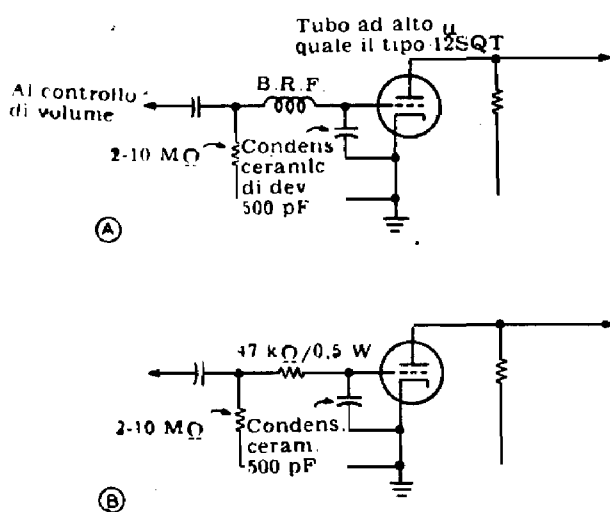 Tubo ad alto μ
quale il tipo 12SQT
B.R.F.
Al controllo
di volume
2-10 MΩ
Condens
ceramic
di dev
500 pF
A
47 kΩ/0,5 W
2-10 MΩ
Condens.
ceram.
500 pF
B